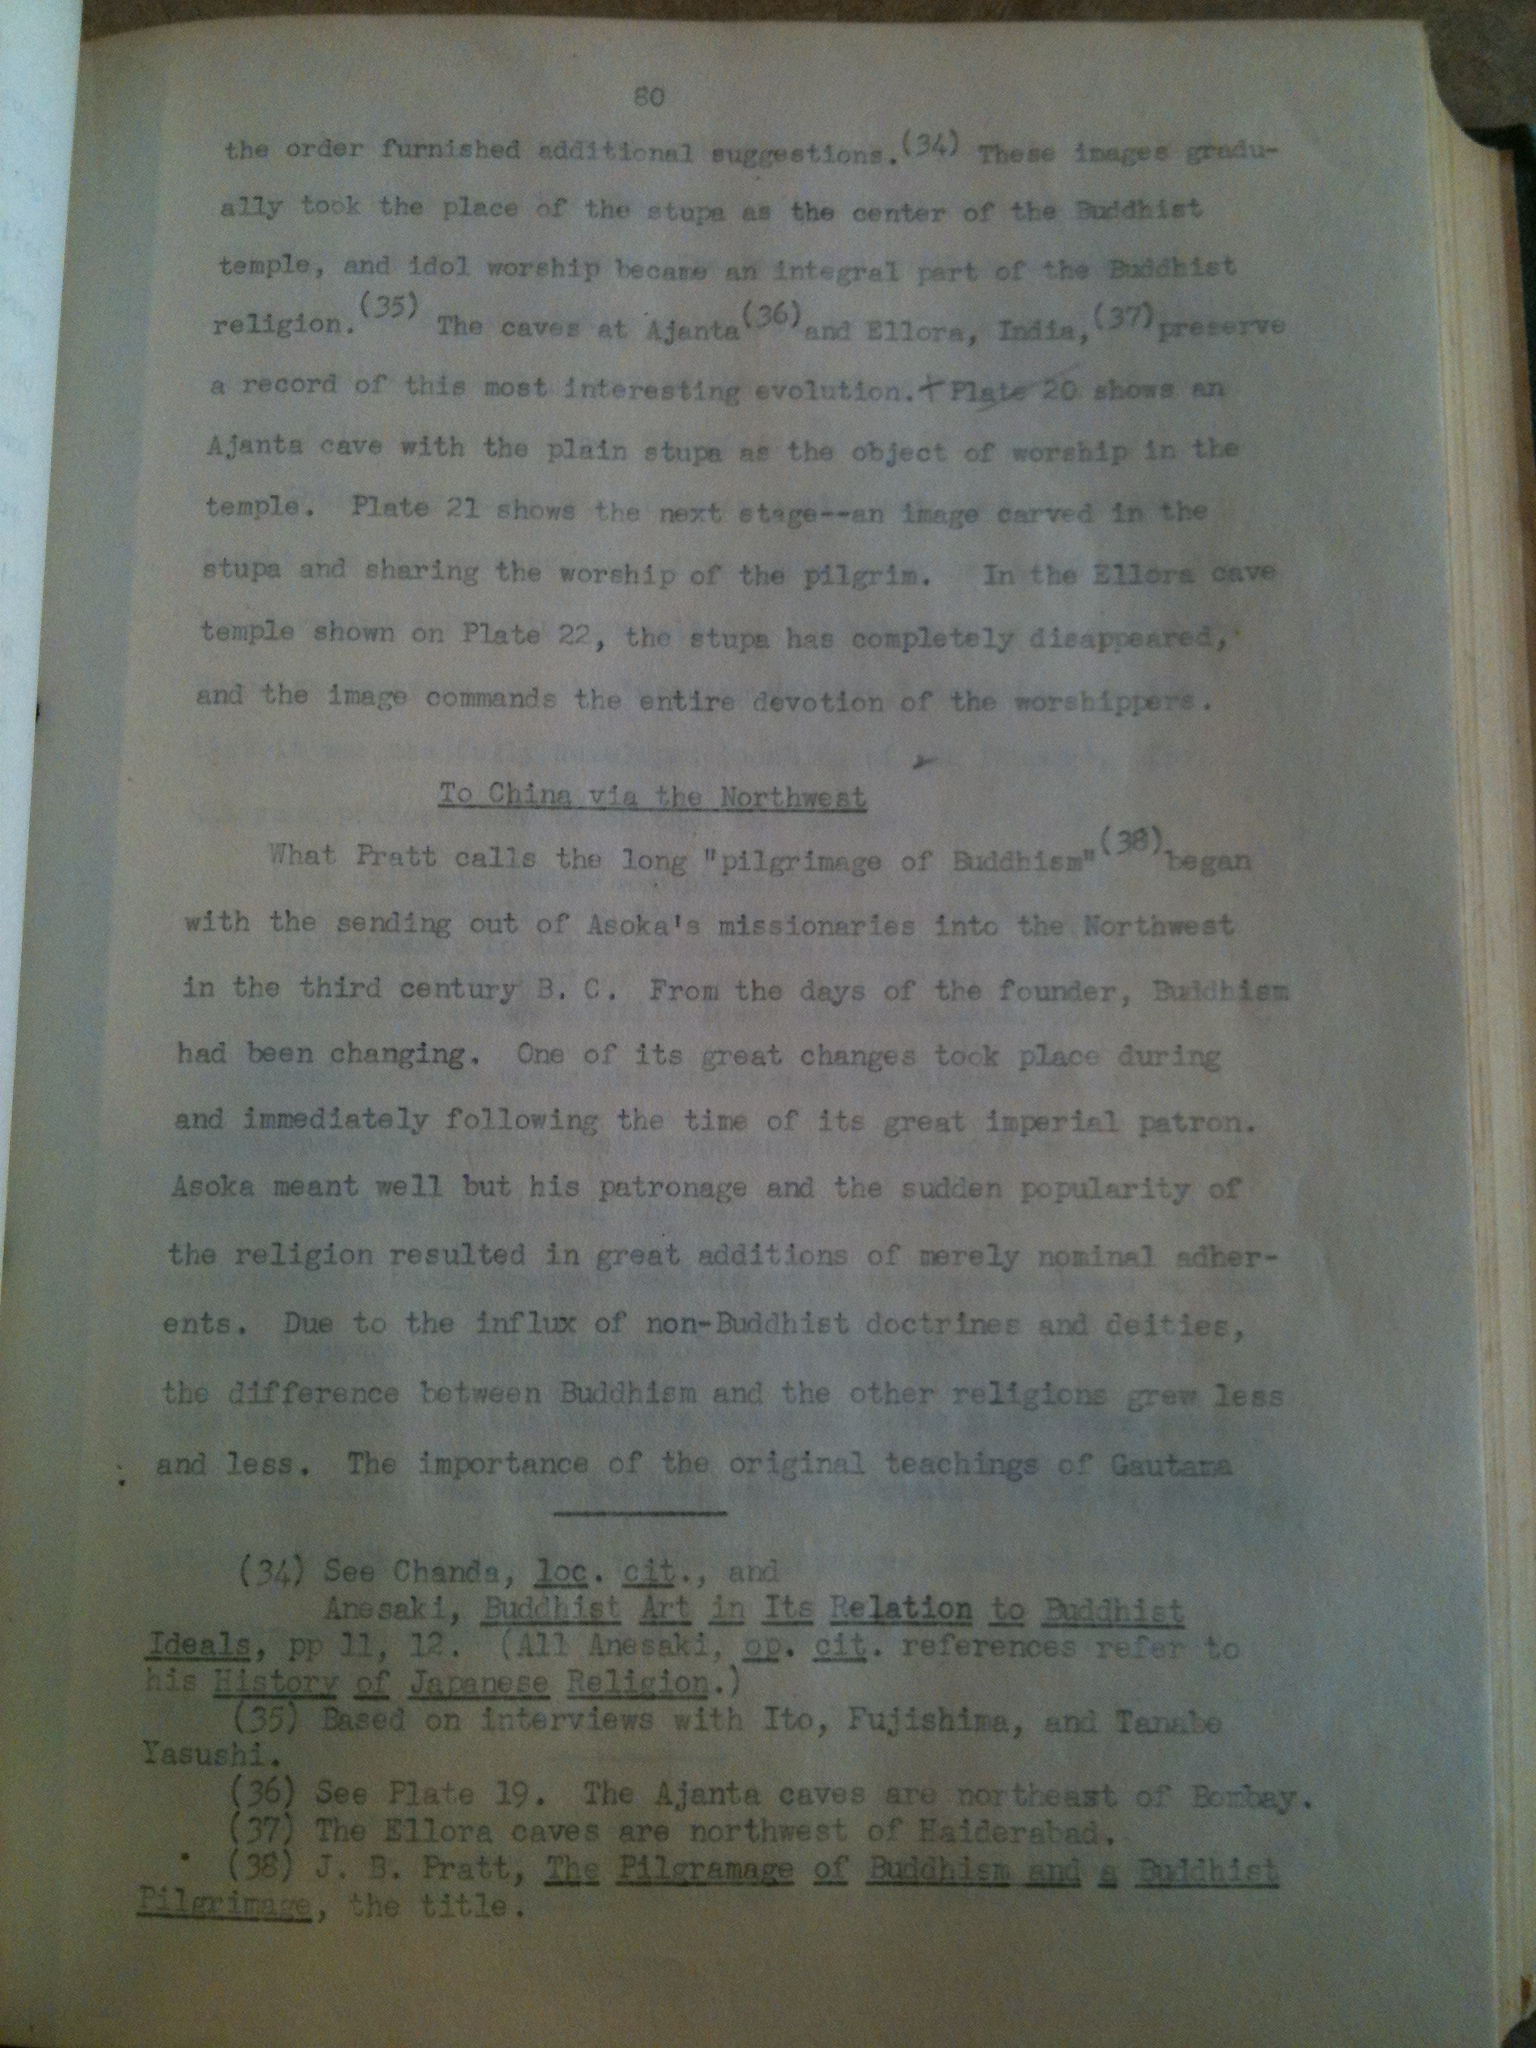 60
the order furnished additional suggestions.(34) These images gradu-
ally took the place of the stupa as the center of the Buddhist
temple, and idol worship became an integral part of the Buddhist
religion.(35) The caves at Ajanta(36) and Ellora, India,(37) preserve
a record of this most interesting evolution. + Plate 20 shows an
Ajanta cave with the plain stupa as the object of worship in the
temple. Plate 21 shows the next stage--an image carved in the
stupa and sharing the worship of the pilgrim. In the Ellora cave
temple shown on Plate 22, the stupa has completely disappeared,
and the image commands the entire devotion of the worshippers.
To China via the Northwest
What Pratt calls the long "pilgrimage of Buddhism"(38) began
with the sending out of Asoka's missionaries into the Northwest
in the third century B. C. From the days of the founder, Buddhism
had been changing. One of its great changes took place during
and immediately following the time of its great imperial patron.
Asoka meant well but his patronage and the sudden popularity of
the religion resulted in great additions of merely nominal adher-
ents. Due to the influx of non-Buddhist doctrines and deities,
the difference between Buddhism and the other religions grew less
and less. The importance of the original teachings of Gautama
(34) See Chanda, loc. cit., and
Anesaki, Buddhist Art in Its Relation to Buddhist
Ideals, pp 11, 12. (All Anesaki, op. cit. references refer to
his History of Japanese Religion.)
(35) Based on interviews with Ito, Fujishima, and Tanabe
Yasushi.
(36) See Plate 19. The Ajanta caves are northeast of Bombay.
(37) The Ellora caves are northwest of Haiderabad.
(38) J. B. Pratt, The Pilgramage of Buddhism and a Buddhist
Pilgrimage, the title.